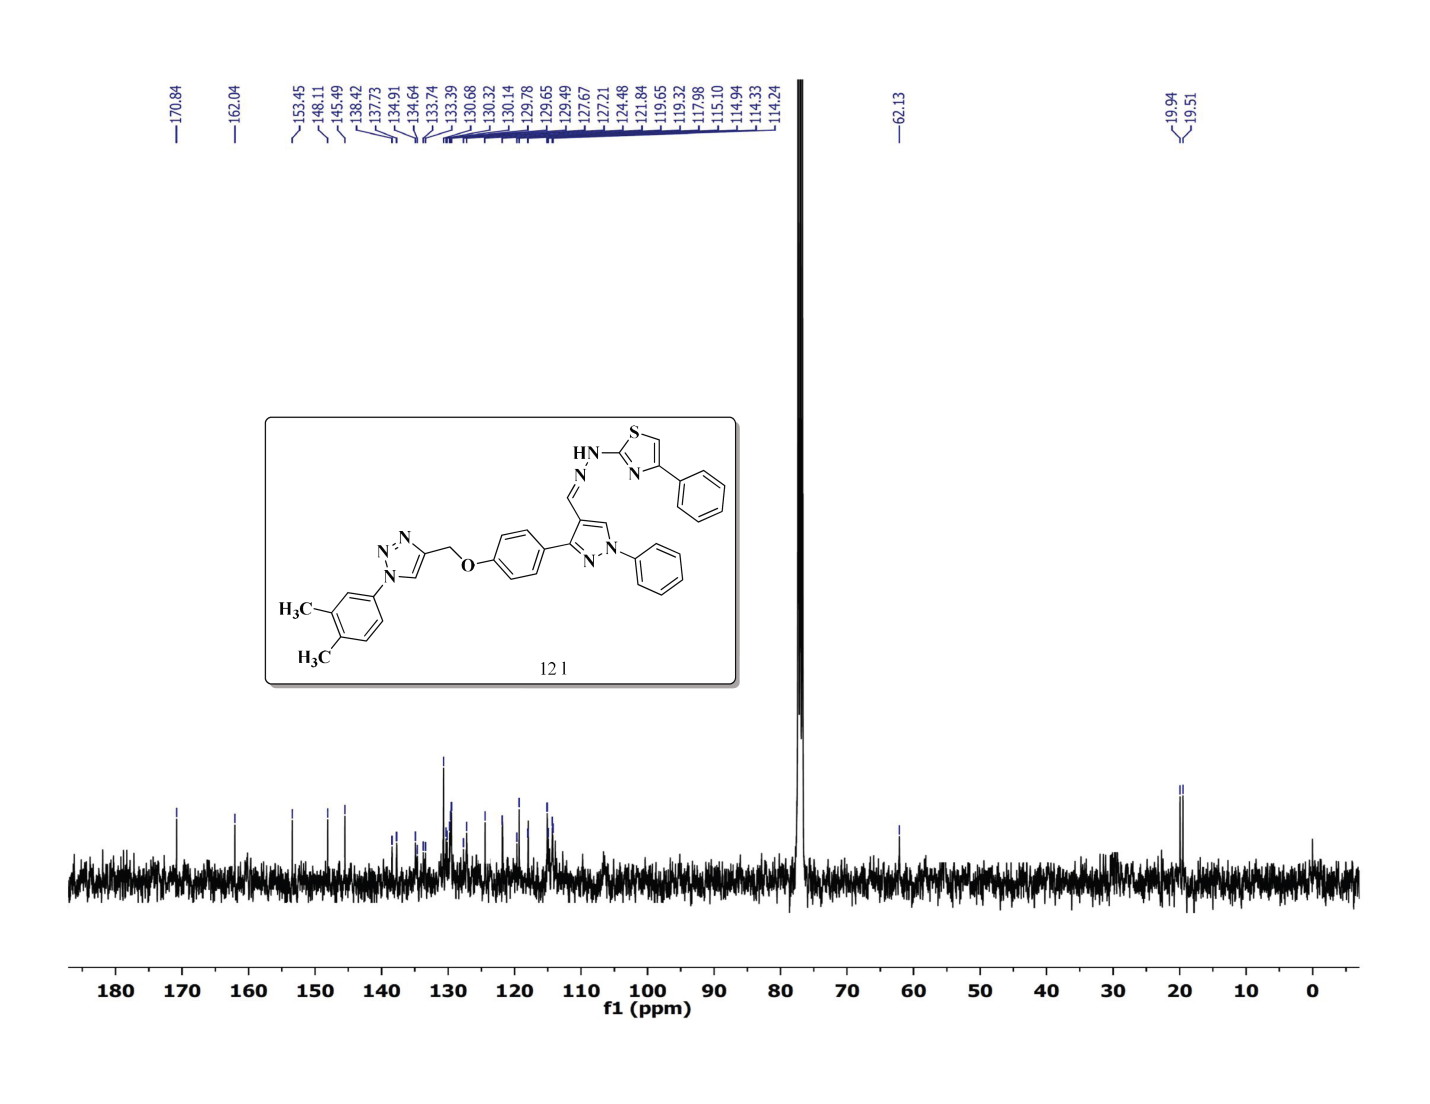 170.84
162.04
153.45
148.11
145.49
138.42
137.73
134.91
134.64
133.74
133.39
130.68
130.32
130.14
129.78
129.65
129.49
127.67
127.21
124.48
121.84
119.65
119.32
117.98
115.10
114.94
114.33
114.24
62.13
19.94
19.51
S
HN
N
N
N
N
N
N
N
O
N
H3C
H3C
12 l
180 170 160 150 140 130 120 110 100 90 80 70 60 50 40 30 20 10 0
f1 (ppm)